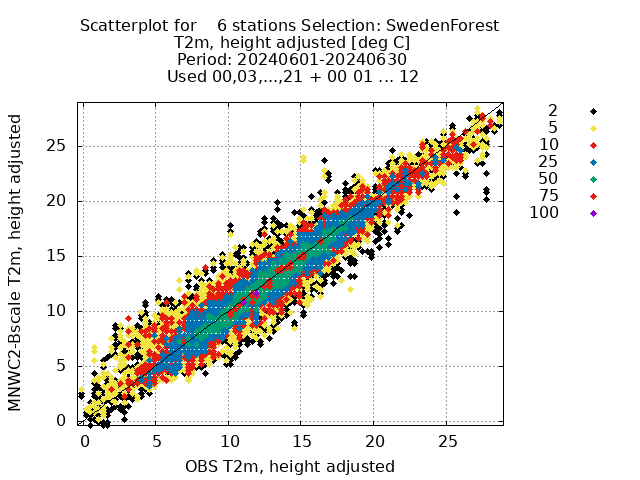 Scatterplot for 6 stations Selection: SwedenForest
T2m, height adjusted [deg C]
Period: 20240601-20240630
Used 00,03,...,21 + 00 01 ... 12
MNWC2-Bscale T2m, height adjusted
25
20
15
10
5
0
0 5 10 15 20 25
OBS T2m, height adjusted
2
5
10
25
50
75
100